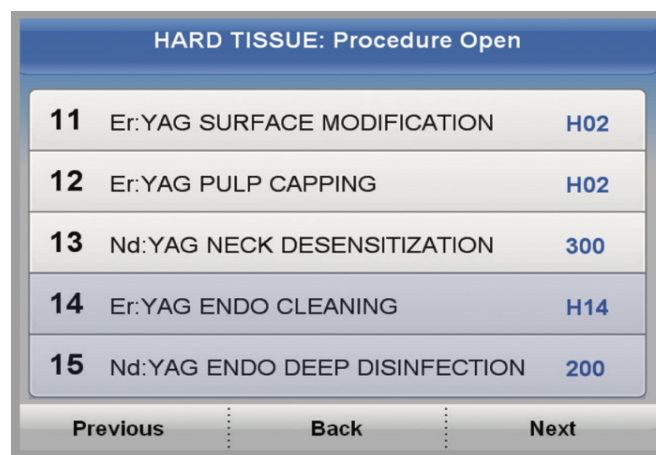 HARD TISSUE: Procedure Open
11 Er:YAG SURFACE MODIFICATION H02
12 Er:YAG PULP CAPPING H02
13 Nd:YAG NECK DESENSITIZATION 300
14 Er:YAG ENDO CLEANING H14
15 Nd:YAG ENDO DEEP DISINFECTION 200
Previous Back Next